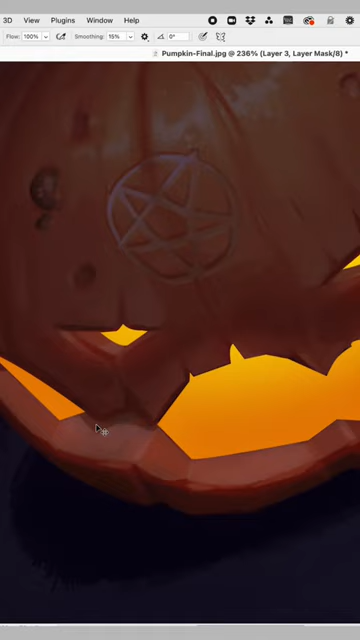 3D View Plugins Window Help
Flow: 100% Smoothing: 15% 0°
Pumpkin-Final.jpg @ 236% (Layer 3, Layer Mask/8) *